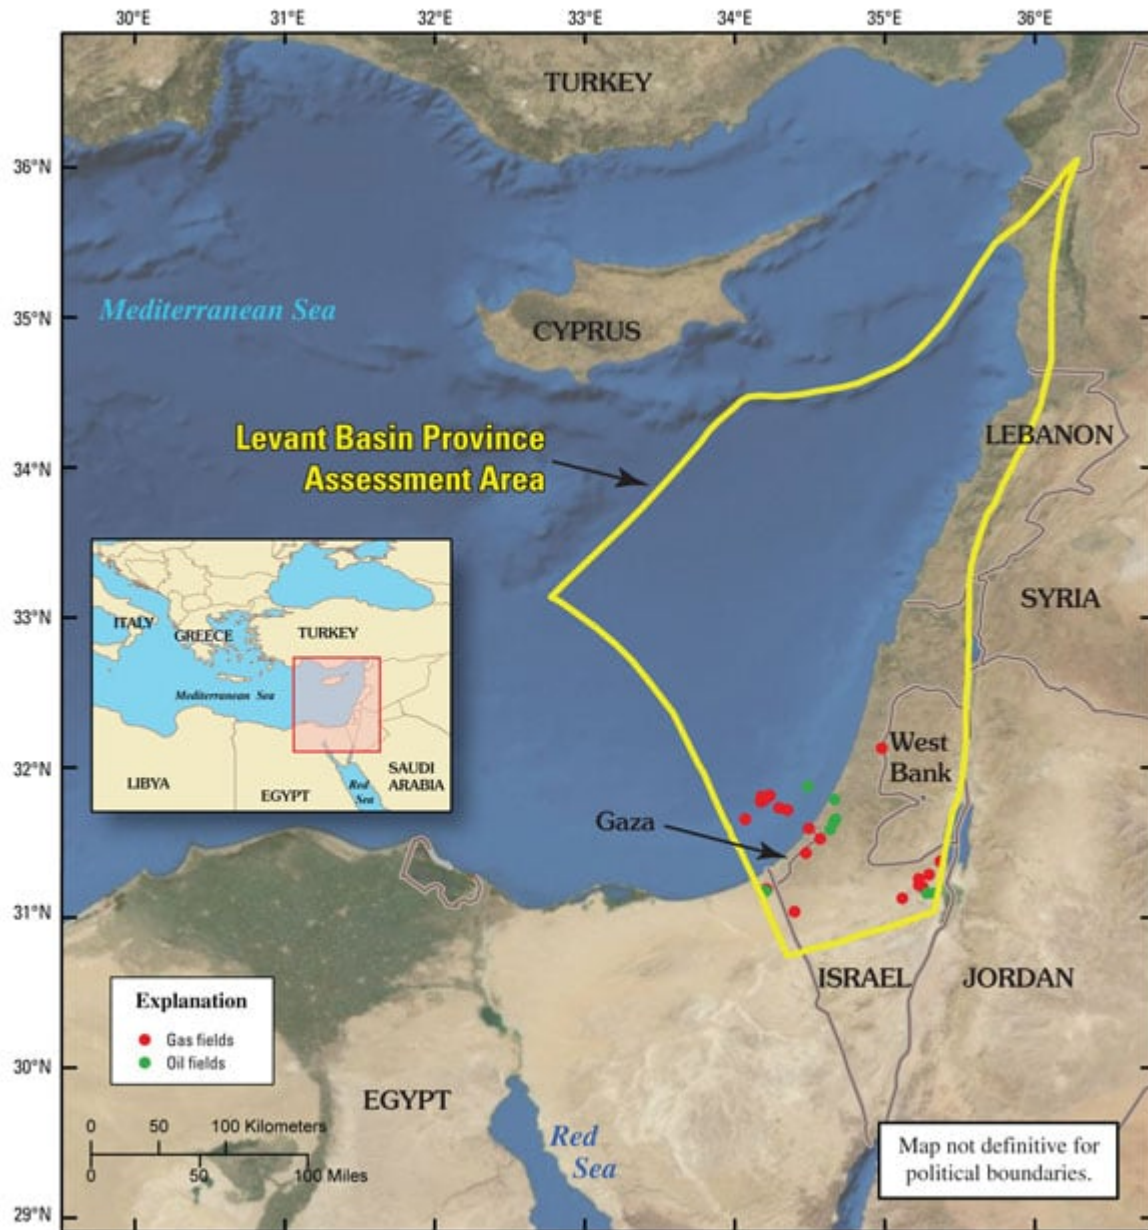 30°E
31°E
32°E
33°E
34°E
35°E
36°E
TURKEY
36°N
Mediterranean Sea
35°N
CYPRUS
Levant Basin Province
Assessment Area
LEBANON
34°N
33°N
SYRIA
ITALY
GREECE
TURKEY
Mediterranean Sea
LIBYA
EGYPT
Red
Sea
SAUDI
ARABIA
West
Bank
32°N
Gaza
31°N
ISRAEL
JORDAN
Explanation
Gas fields
Oil fields
30°N
EGYPT
0
50
100 Kilometers
0
50
100 Miles
Red
Sea
Map not definitive for
political boundaries.
29°N